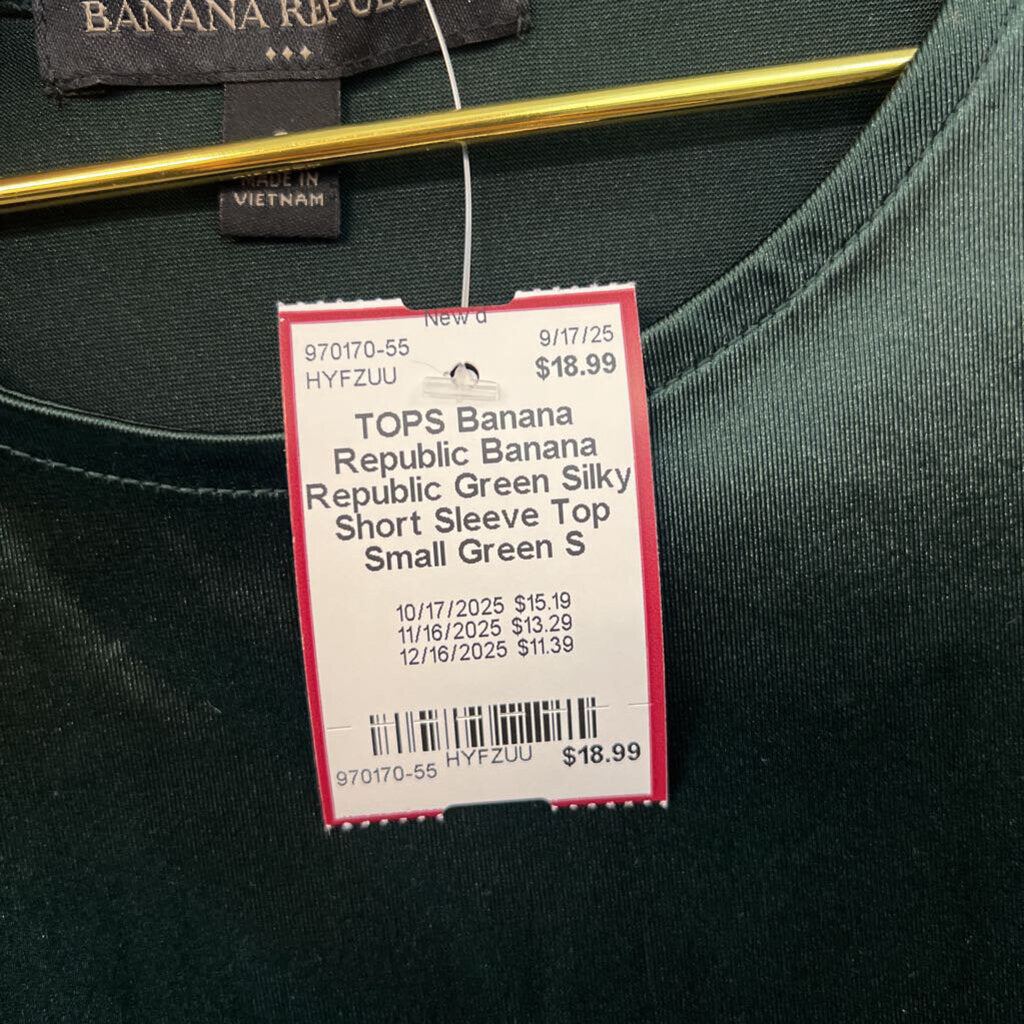 BANANA REPUBL
MADE IN
VIETNAM
New d
970170-55
9/17/25
HYFZUU
$18.99
TOPS Banana
Republic Banana
Republic Green Silky
Short Sleeve Top
Small Green S
10/17/2025 $15.19
11/16/2025 $13.29
12/16/2025 $11.39
970170-55 HYFZUU $18.99